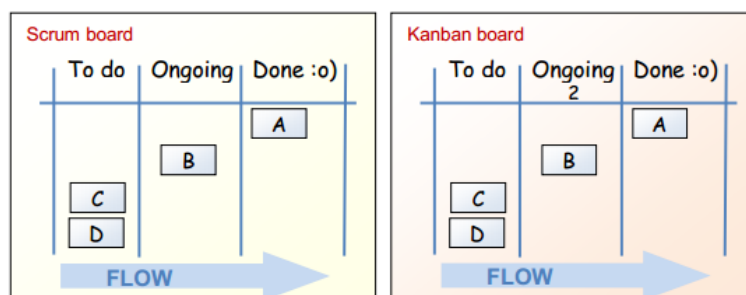 Scrum board
To do Ongoing Done :o)
A
B
C
D
FLOW
Kanban board
To do Ongoing Done :o)
2
A
B
C
D
FLOW